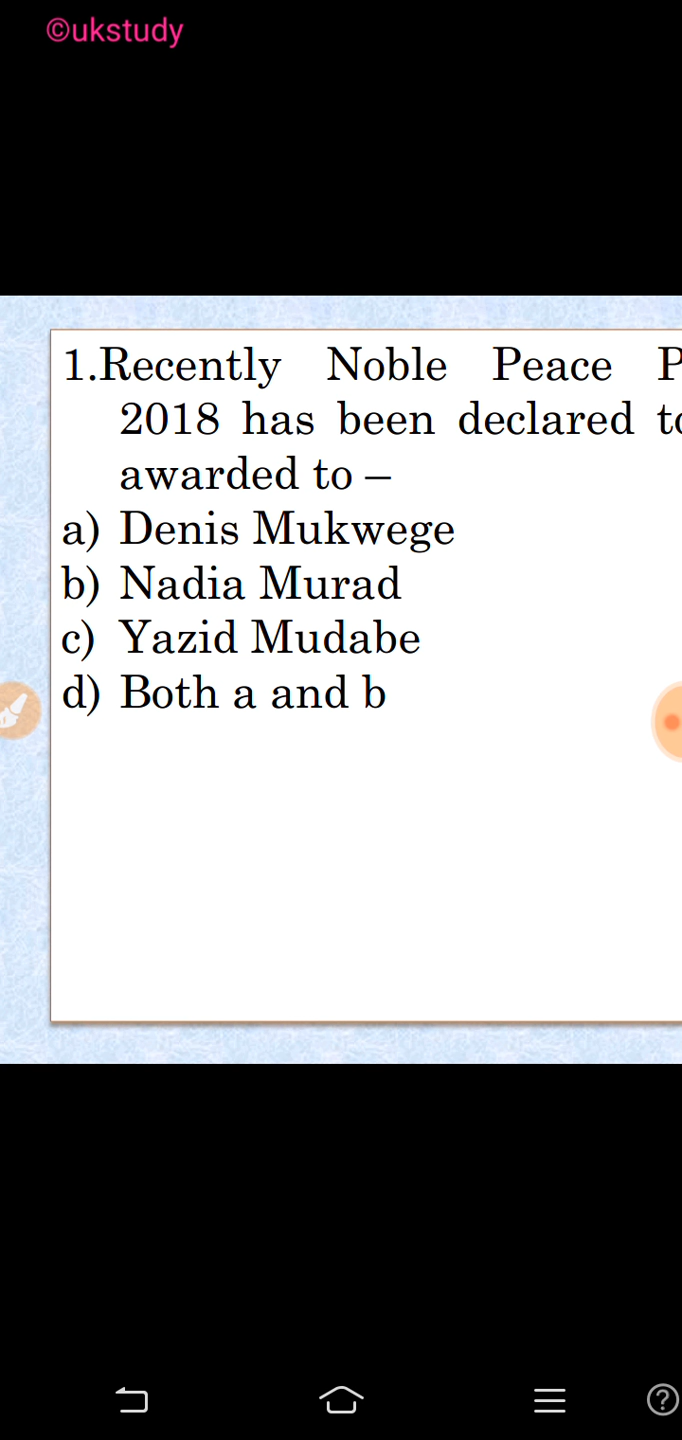 ©ukstudy
1.Recently Noble Peace P
2018 has been declared to
awarded to –
a) Denis Mukwege
b) Nadia Murad
c) Yazid Mudabe
d) Both a and b